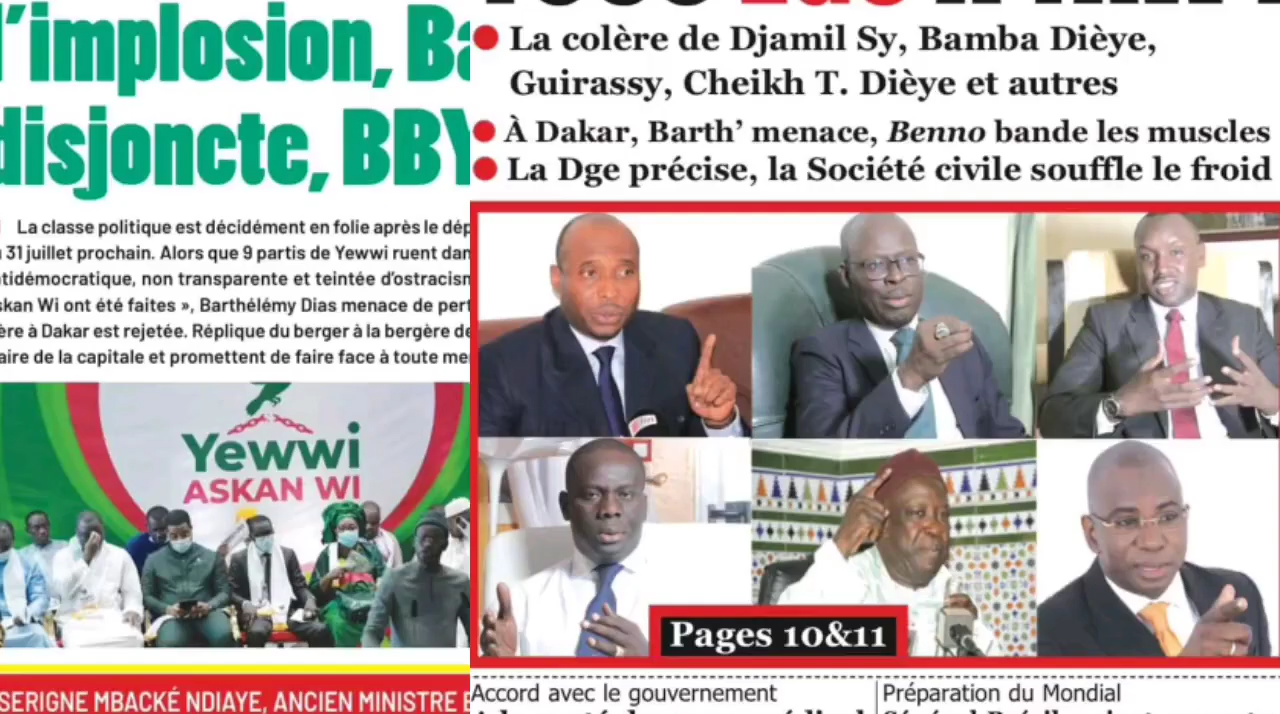 l'implosion, Ba
disjoncte, BBY
La classe politique est décidément en folie après le dép
31 juillet prochain. Alors que 9 partis de Yewwi ruent dan
tidémocratique, non transparente et teintée d'ostracism
skan Wi ont été faites », Barthélémy Dias menace de pert
ère à Dakar est rejetée. Réplique du berger à la bergère de
aire de la capitale et promettent de faire face à toute me
Yewwi
ASKAN WI
SERIGNE MBACKÉ NDIAYE, ANCIEN MINISTRE E
La colère de Djamil Sy, Bamba Dièye,
Guirassy, Cheikh T. Dièye et autres
À Dakar, Barth' menace, Benno bande les muscles
La Dge précise, la Société civile souffle le froid
Pages 10&11
Accord avec le gouvernement
Préparation du Mondial